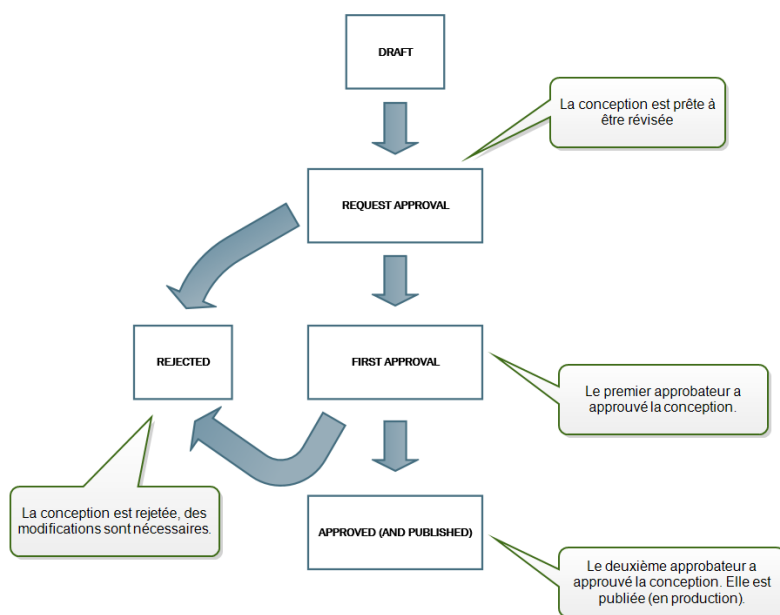 DRAFT
La conception est prête à
être révisée
REQUEST APPROVAL
REJECTED
FIRST APPROVAL
Le premier approbateur a
approuvé la conception.
La conception est rejetée, des
modifications sont nécessaires.
APPROVED (AND PUBLISHED)
Le deuxième approbateur a
approuvé la conception. Elle est
publiée (en production).